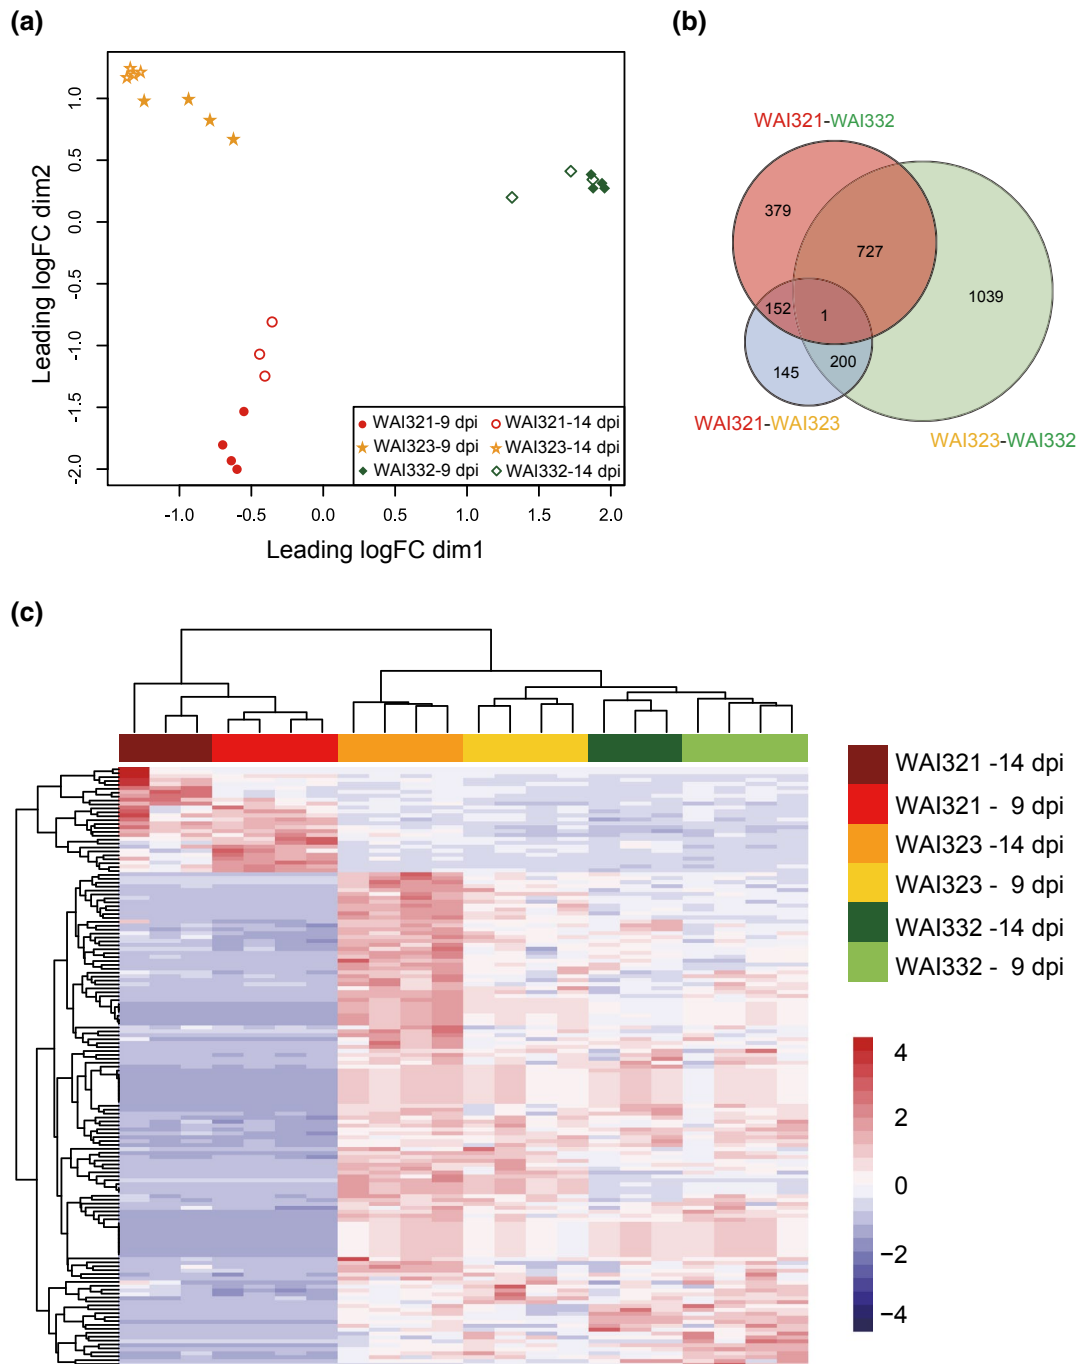 (a)
Leading logFC dim2
1.0
0.5
0.0
-0.5
-1.0
-1.5
-2.0
WAI321-9 dpi
WAI321-14 dpi
WAI323-9 dpi
WAI323-14 dpi
WAI332-9 dpi
WAI332-14 dpi
-1.0 -0.5 0.0 0.5 1.0 1.5 2.0
Leading logFC dim1
(b)
WAI321-WAI332
379
727
1039
152
1
145
200
WAI321-WAI323
WAI323-WAI332
(c)
WAI321 -14 dpi
WAI321 - 9 dpi
WAI323 -14 dpi
WAI323 - 9 dpi
WAI332 -14 dpi
WAI332 - 9 dpi
4
2
0
−2
−4